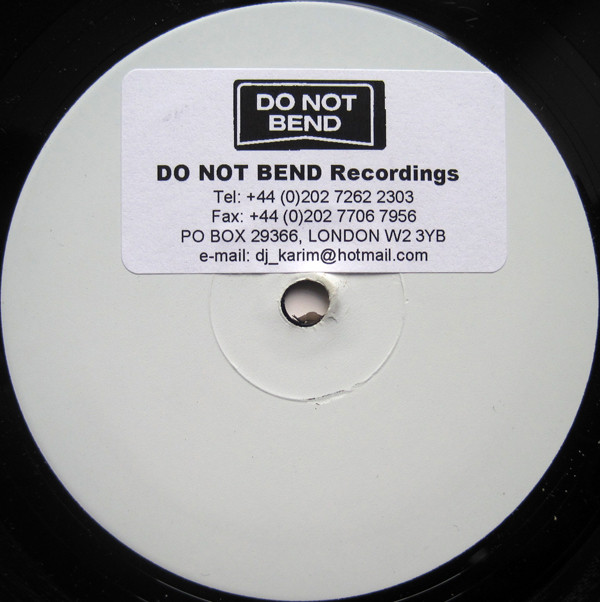 DO NOT
BEND
DO NOT BEND Recordings
Tel: +44 (0)202 7262 2303
Fax: +44 (0)202 7706 7956
PO BOX 29366, LONDON W2 3YB
e-mail: dj_karim@hotmail.com